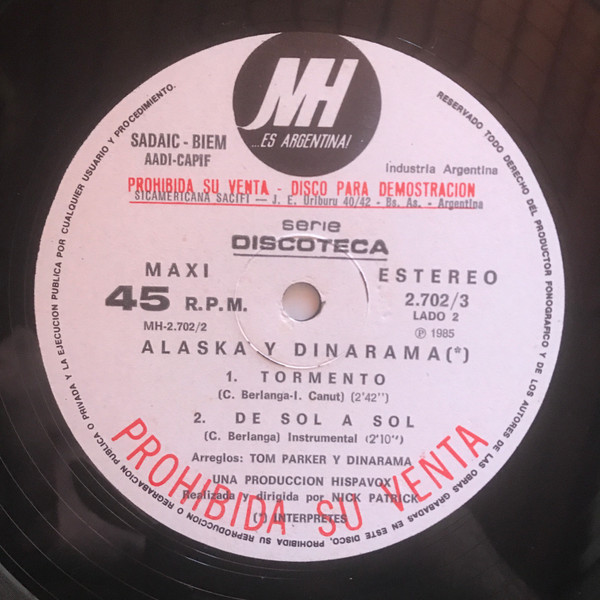 MH
...ES ARGENTINA!
SADAIC - BIEM
AADI-CAPIF
Industria Argentina
PROHIBIDA SU VENTA - DISCO PARA DEMOSTRACION
SICAMERICANA SACIFI — J. E. Uriburu 40/42 - Bs. As. - Argentina
serie
DISCOTECA
MAXI
ESTEREO
45 R.P.M.
2.702/3
MH-2.702/2
LADO 2
℗ 1985
ALASKA Y DINARAMA(*)
1. TORMENTO
(C. Berlanga-I. Canut) (2'42'')
2. DE SOL A SOL
(C. Berlanga) Instrumental (2'10'')
Arreglos: TOM PARKER Y DINARAMA
UNA PRODUCCION HISPAVOX
Realizada y dirigida por NICK PATRICK
(*) INTERPRETES
PROHIBIDA SU VENTA
RESERVADO TODO DERECHO DEL PRODUCTOR FONOGRAFICO Y DE LOS AUTORES DE LAS OBRAS GRABADAS EN ESTE DISCO, PROHIBIDA SU REPRODUCCION O REGRABACION PUBLICA O PRIVADA Y LA EJECUCION PUBLICA POR CUALQUIER USUARIO Y PROCEDIMIENTO.